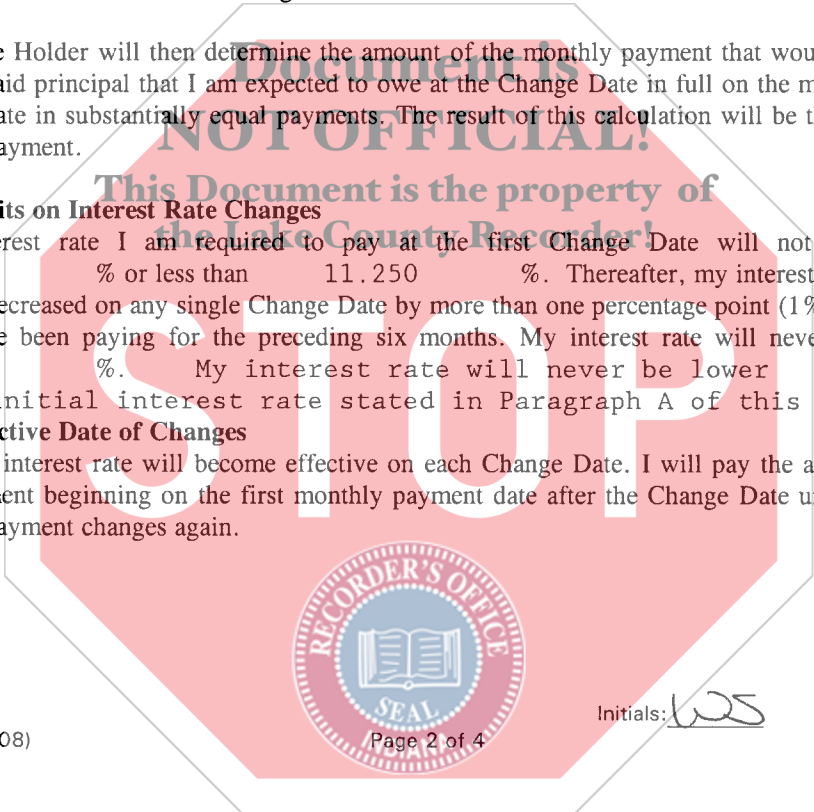 e Holder will then determine the amount of the monthly payment that wou
aid principal that I am expected to owe at the Change Date in full on the m
ate in substantially equal payments. The result of this calculation will be t
ayment.
Document is
NOT OFFICIAL!
This Document is the property of
the Lake County Recorder!
its on Interest Rate Changes
erest rate I am required to pay at the first Change Date will not
% or less than 11.250 %. Thereafter, my interest
ecreased on any single Change Date by more than one percentage point (1%
e been paying for the preceding six months. My interest rate will neve
%. My interest rate will never be lower
initial interest rate stated in Paragraph A of this
STOP
ctive Date of Changes
interest rate will become effective on each Change Date. I will pay the a
ent beginning on the first monthly payment date after the Change Date u
ayment changes again.
RECORDER'S OFFICE
SEAL
INDIANA
Initials: WS
08)
Page 2 of 4